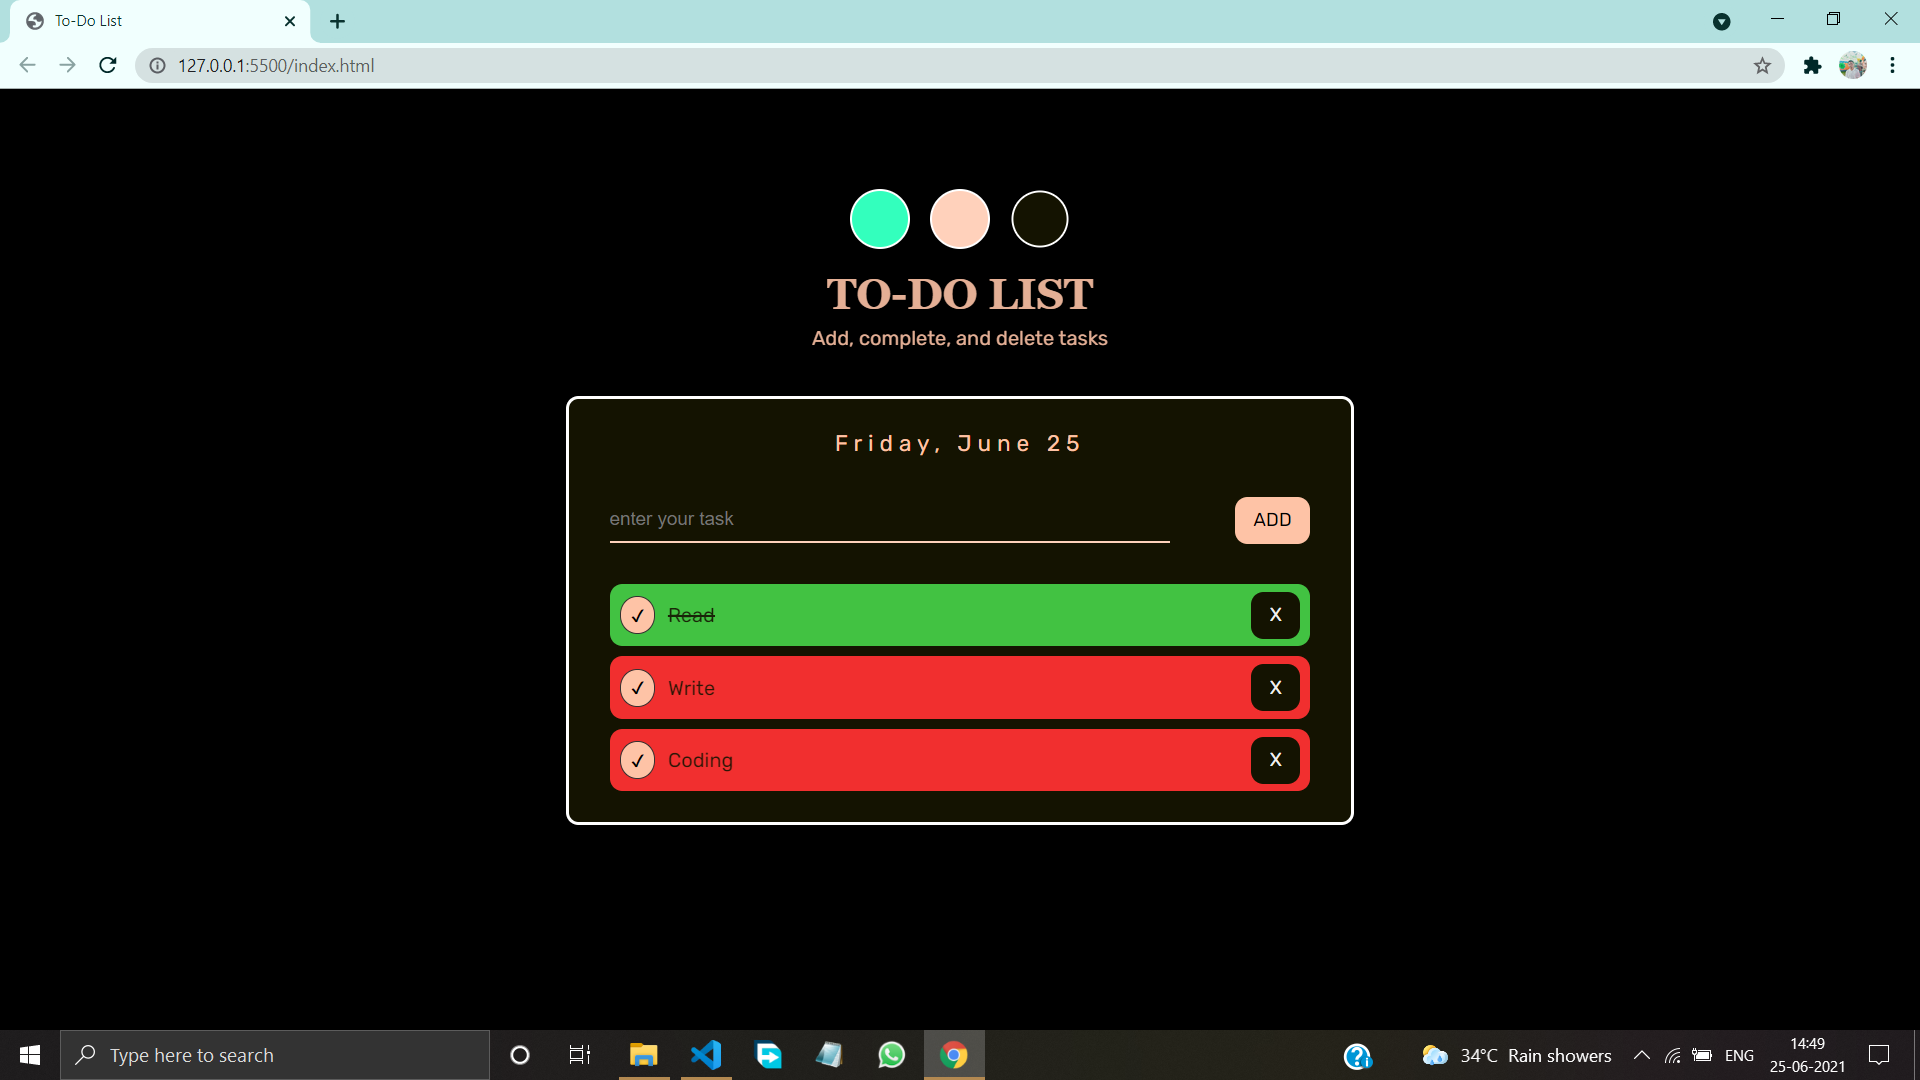 To-Do List
127.0.0.1:5500/index.html
TO-DO LIST
Add, complete, and delete tasks
Friday, June 25
enter your task
ADD
✓ Read X
✓ Write X
✓ Coding X
Type here to search
34°C Rain showers
ENG
14:49
25-06-2021